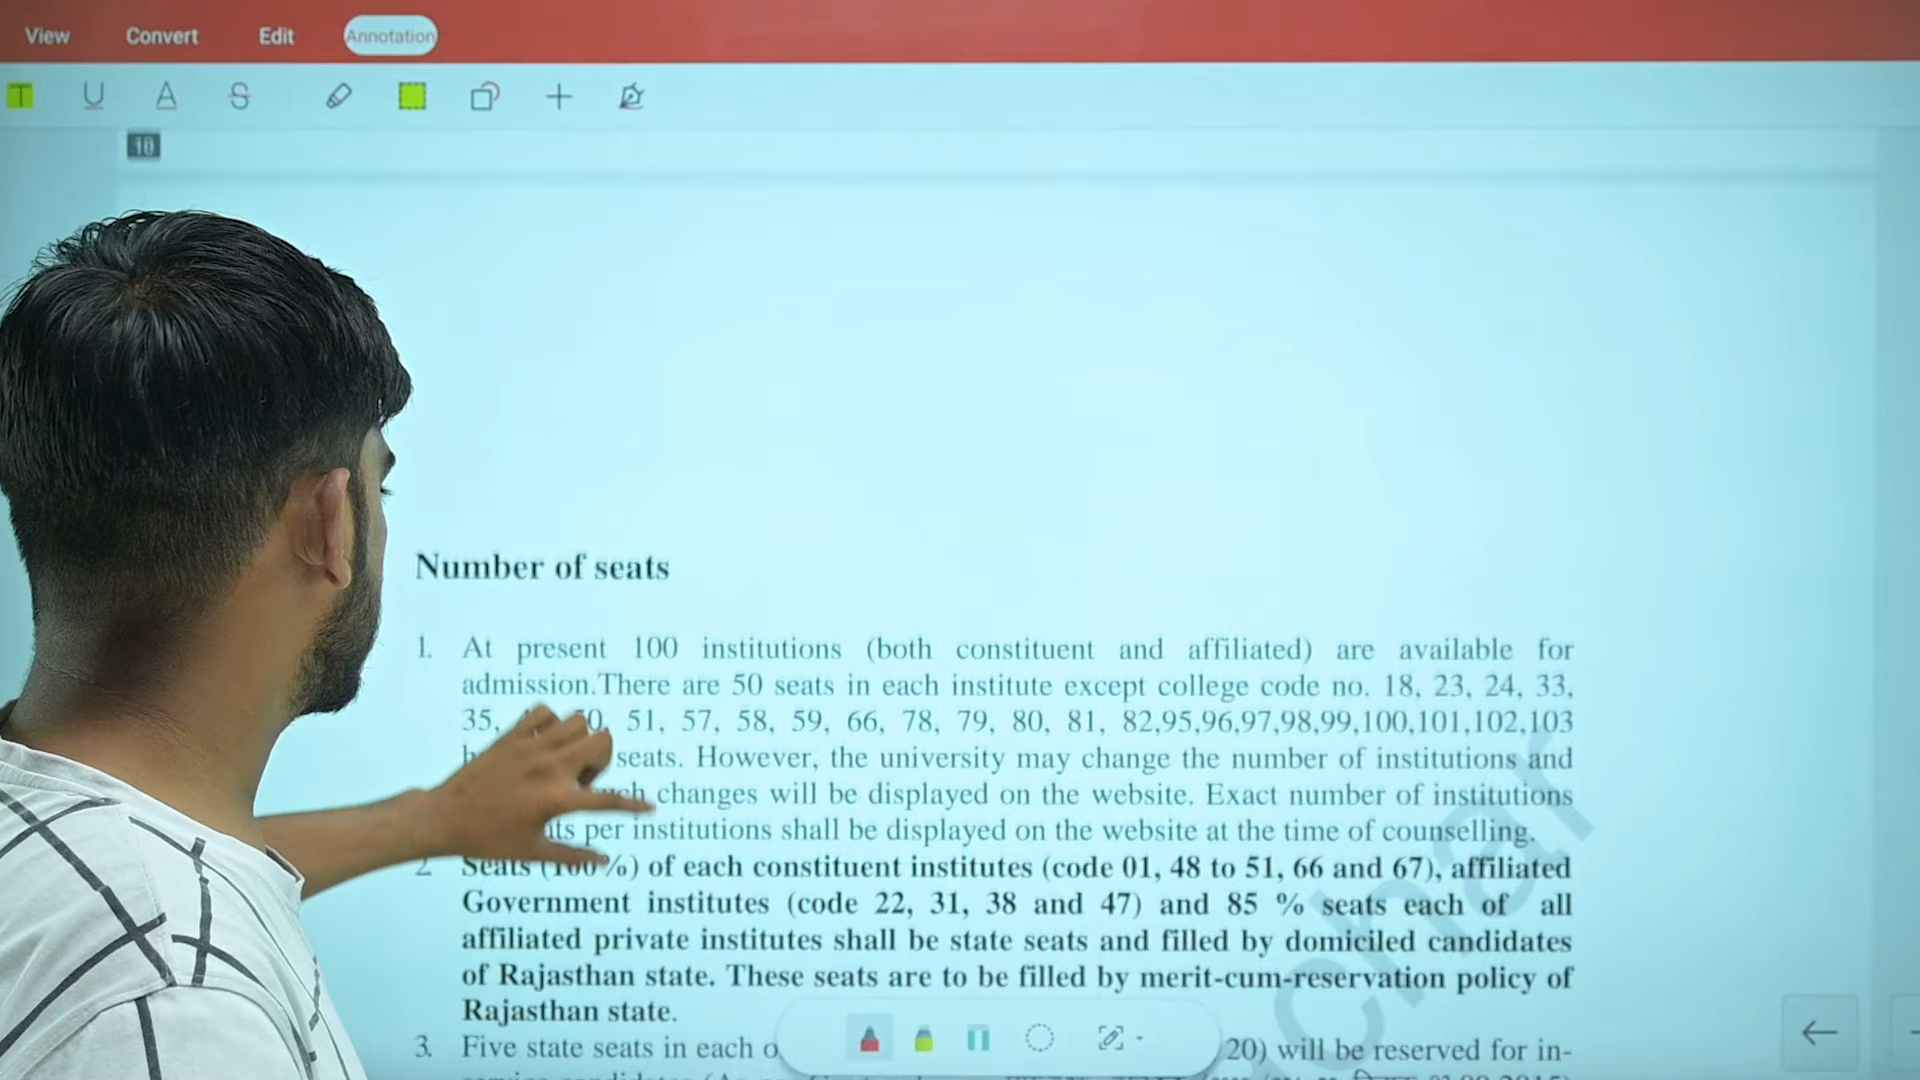 View Convert Edit Annotation
T U A S
10
Number of seats
1. At present 100 institutions (both constituent and affiliated) are available for
admission.There are 50 seats in each institute except college code no. 18, 23, 24, 33,
35, 51, 57, 58, 59, 66, 78, 79, 80, 81, 82,95,96,97,98,99,100,101,102,103
seats. However, the university may change the number of institutions and
changes will be displayed on the website. Exact number of institutions
per institutions shall be displayed on the website at the time of counselling.
2. Seats (100%) of each constituent institutes (code 01, 48 to 51, 66 and 67), affiliated
Government institutes (code 22, 31, 38 and 47) and 85 % seats each of all
affiliated private institutes shall be state seats and filled by domiciled candidates
of Rajasthan state. These seats are to be filled by merit-cum-reservation policy of
Rajasthan state.
3. Five state seats in each 20) will be reserved for in-